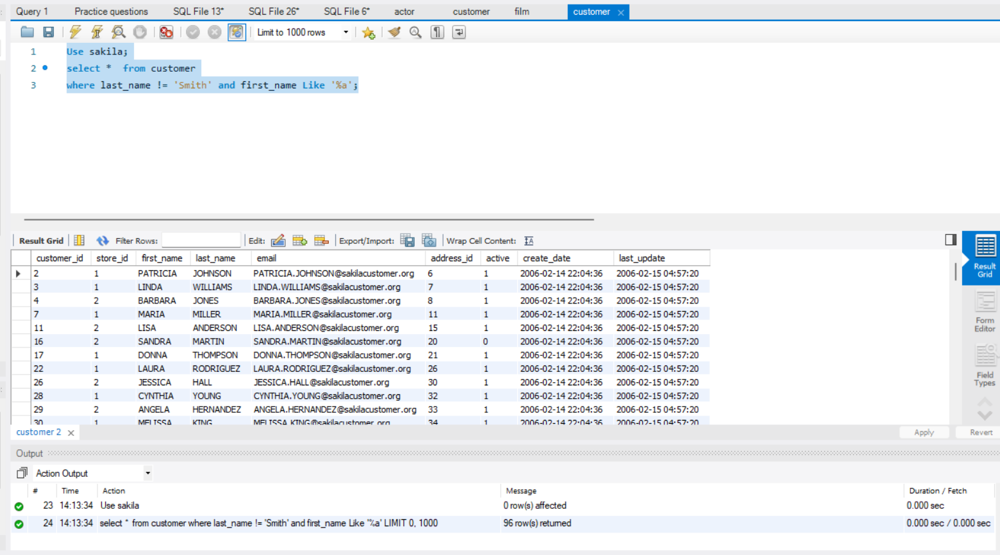 Query 1 Practice questions SQL File 13* SQL File 26* SQL File 6* actor customer film customer
Limit to 1000 rows
1 Use sakila;
2 select * from customer
3 where last_name != 'Smith' and first_name Like '%a';
Result Grid Filter Rows: Edit: Export/Import: Wrap Cell Content:
customer_id store_id first_name last_name email address_id active create_date last_update
2 1 PATRICIA JOHNSON PATRICIA.JOHNSON@sakilacustomer.org 6 1 2006-02-14 22:04:36 2006-02-15 04:57:20
3 1 LINDA WILLIAMS LINDA.WILLIAMS@sakilacustomer.org 7 1 2006-02-14 22:04:36 2006-02-15 04:57:20
4 2 BARBARA JONES BARBARA.JONES@sakilacustomer.org 8 1 2006-02-14 22:04:36 2006-02-15 04:57:20
7 1 MARIA MILLER MARIA.MILLER@sakilacustomer.org 11 1 2006-02-14 22:04:36 2006-02-15 04:57:20
11 2 LISA ANDERSON LISA.ANDERSON@sakilacustomer.org 15 1 2006-02-14 22:04:36 2006-02-15 04:57:20
16 2 SANDRA MARTIN SANDRA.MARTIN@sakilacustomer.org 20 0 2006-02-14 22:04:36 2006-02-15 04:57:20
17 1 DONNA THOMPSON DONNA.THOMPSON@sakilacustomer.org 21 1 2006-02-14 22:04:36 2006-02-15 04:57:20
22 1 LAURA RODRIGUEZ LAURA.RODRIGUEZ@sakilacustomer.org 26 1 2006-02-14 22:04:36 2006-02-15 04:57:20
26 2 JESSICA HALL JESSICA.HALL@sakilacustomer.org 30 1 2006-02-14 22:04:36 2006-02-15 04:57:20
28 1 CYNTHIA YOUNG CYNTHIA.YOUNG@sakilacustomer.org 32 1 2006-02-14 22:04:36 2006-02-15 04:57:20
29 2 ANGELA HERNANDEZ ANGELA.HERNANDEZ@sakilacustomer.org 33 1 2006-02-14 22:04:36 2006-02-15 04:57:20
30 1 MELISSA KING MELISSA.KING@sakilacustomer.org 34 1 2006-02-14 22:04:36 2006-02-15 04:57:20
Result
Grid
Form
Editor
Field
Types
customer 2 Apply Revert
Output
Action Output
# Time Action Message Duration / Fetch
23 14:13:34 Use sakila 0 row(s) affected 0.000 sec
24 14:13:34 select * from customer where last_name != 'Smith' and first_name Like '%a' LIMIT 0, 1000 96 row(s) returned 0.000 sec / 0.000 sec